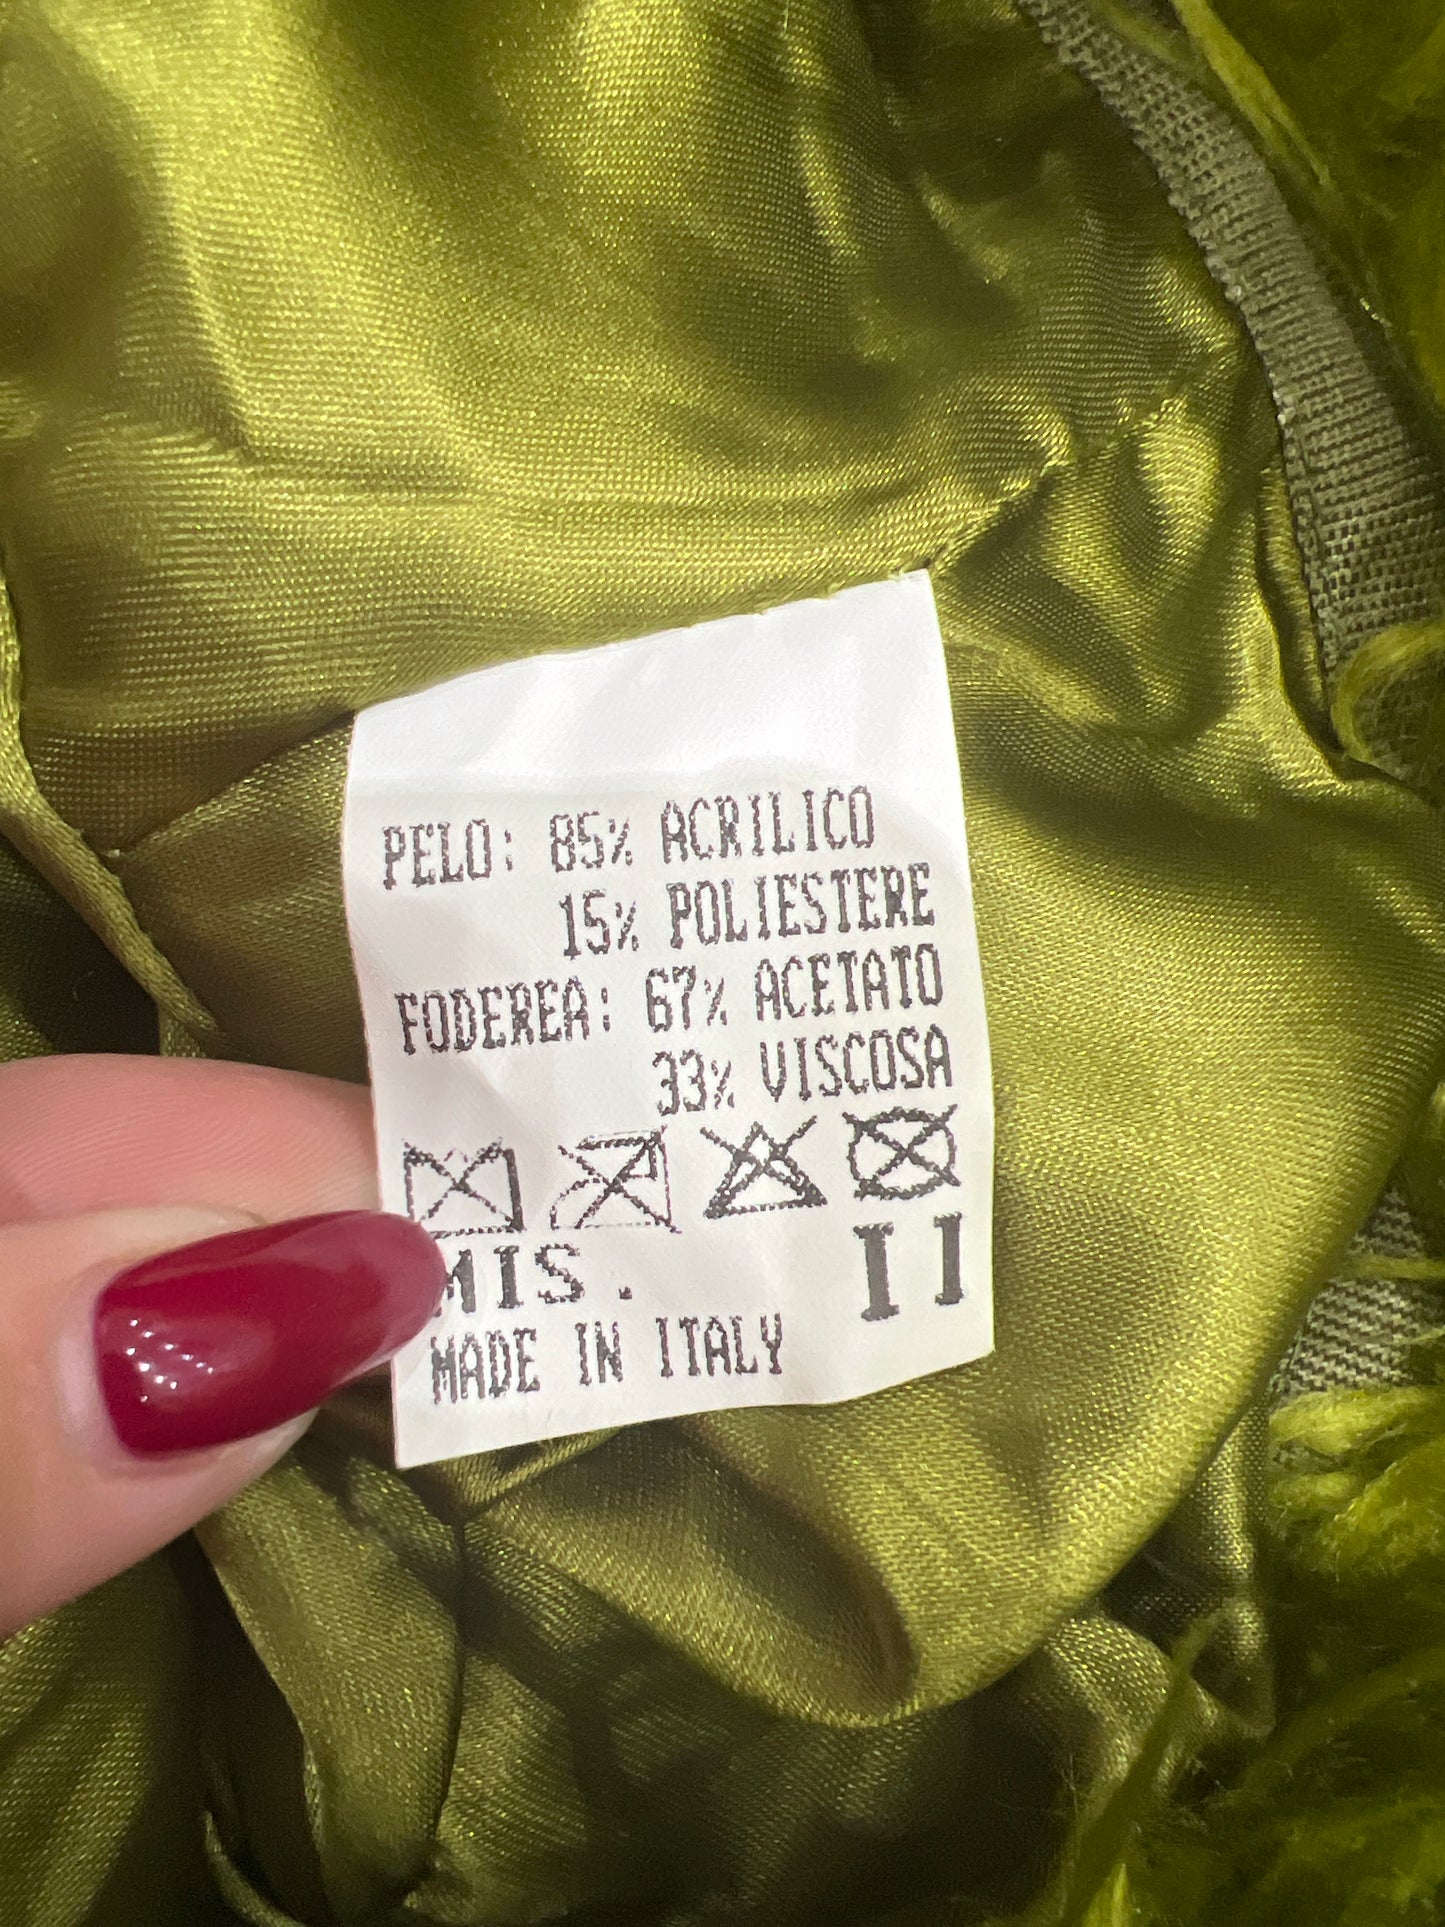 PELO: 85% ACRILICO
15% POLIESTERE
FODEREA: 67% ACETATO
33% VISCOSA
MIS. II
MADE IN ITALY